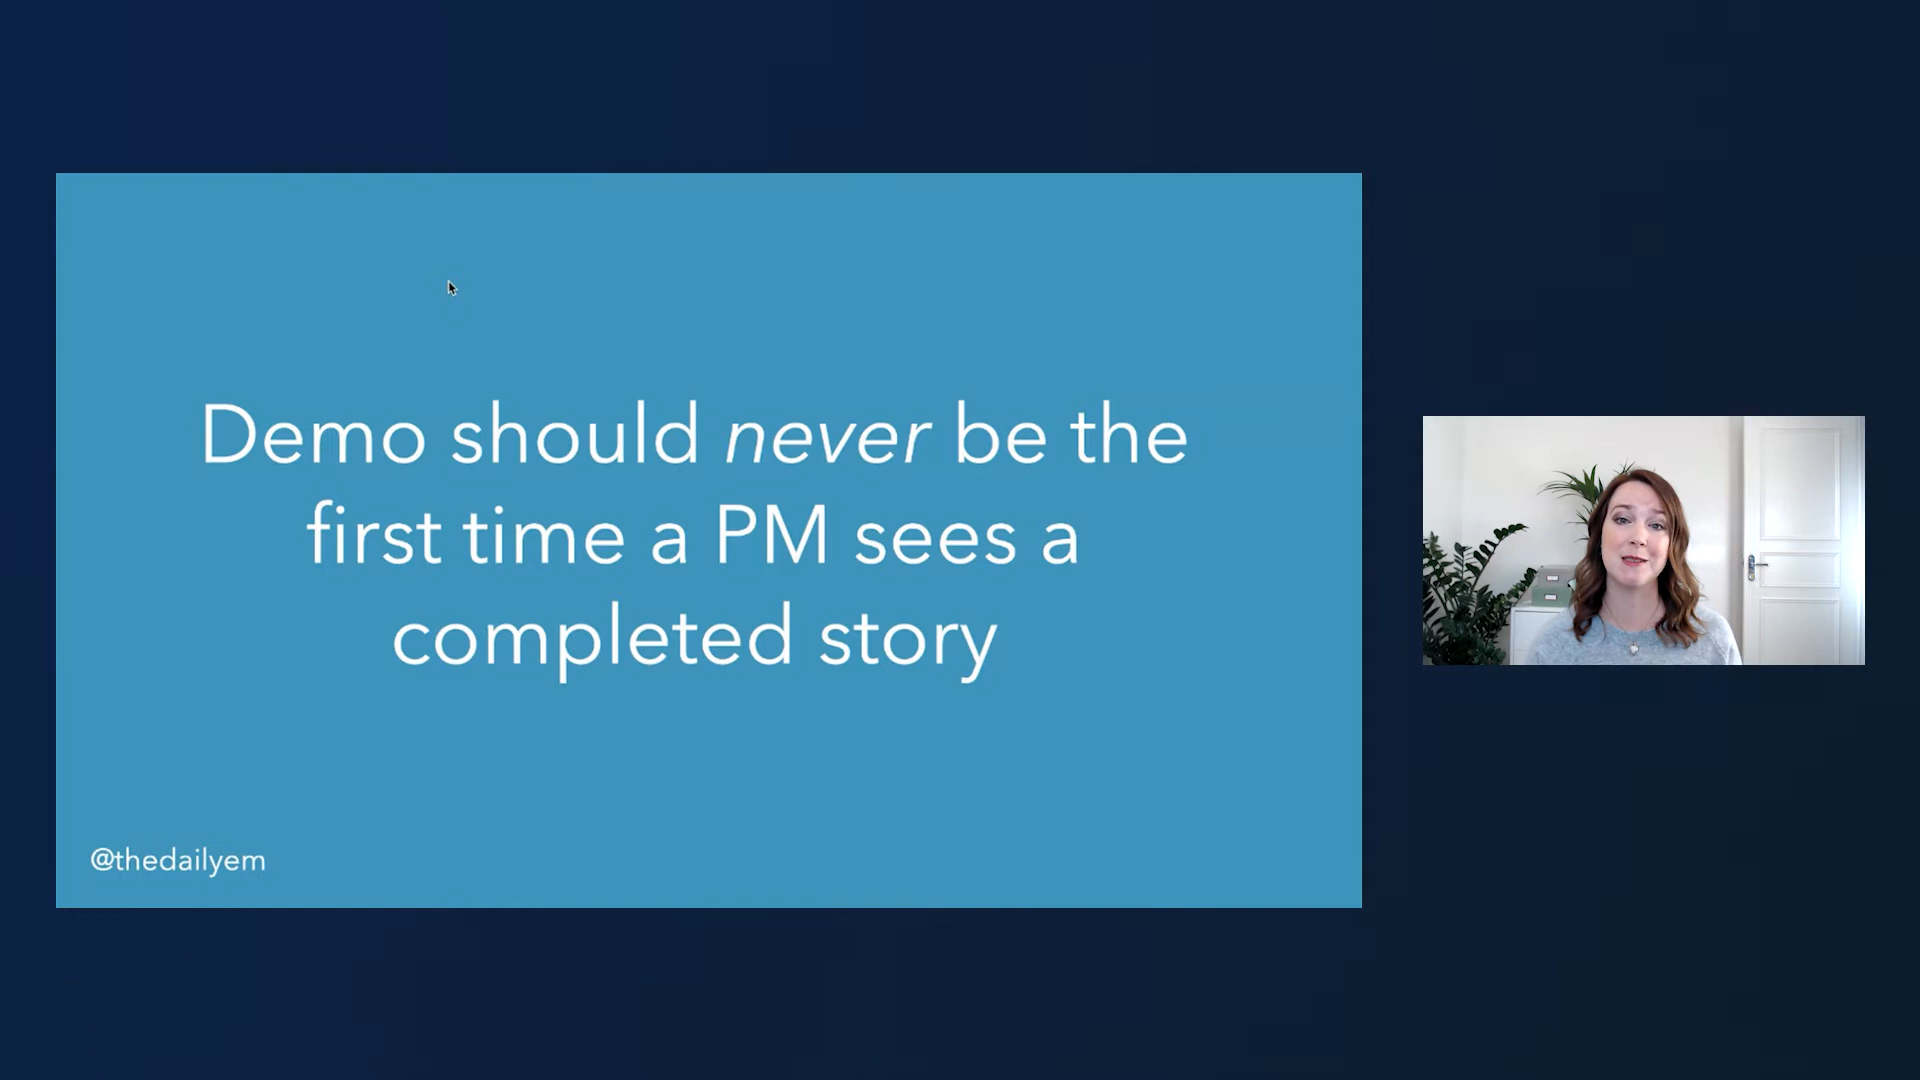 Demo should never be the
first time a PM sees a
completed story
@thedailyem